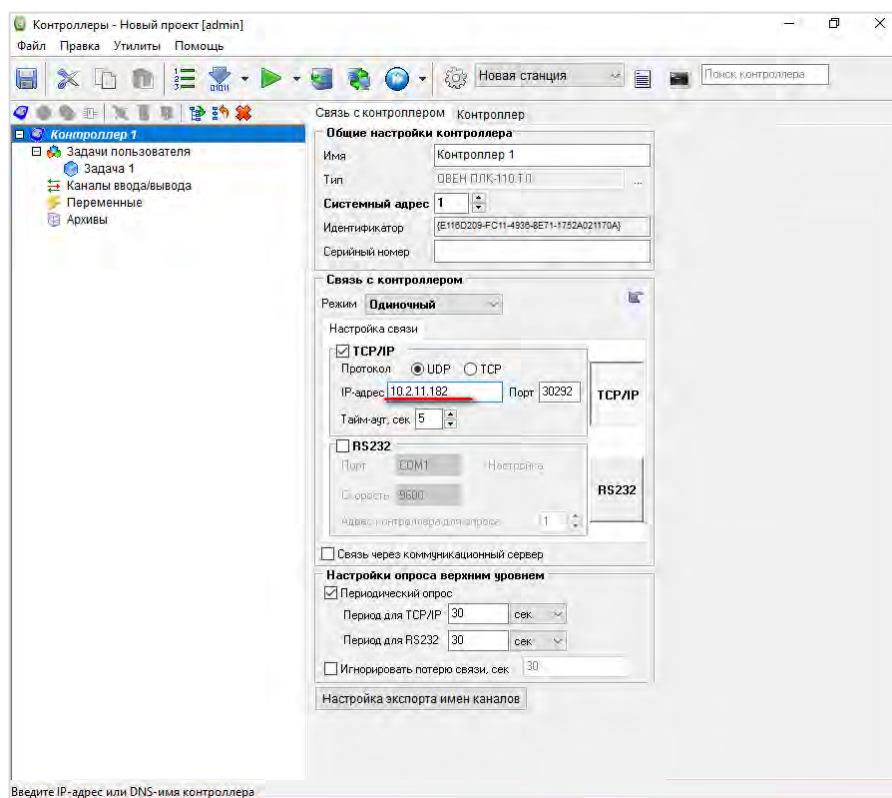 Контроллеры - Новый проект [admin]
Файл Правка Утилиты Помощь
Новая станция
Поиск контроллера
Контроллер 1
Задачи пользователя
Задача 1
Каналы ввода/вывода
Переменные
Архивы
Связь с контроллером Контроллер
Общие настройки контроллера
Имя Контроллер 1
Тип ОВЕН ПЛК-110.ТЛ ...
Системный адрес 1
Идентификатор {E116D209-FC11-4936-8E71-1752A021170A}
Серийный номер
Связь с контроллером
Режим Одиночный
Настройка связи
TCP/IP
Протокол UDP TCP
IP-адрес 10.2.11.182 Порт 30292
Тайм-аут, сек 5
TCP/IP
RS232
Порт COM1 Настройка
Скорость 9600
Адрес контроллера для опроса 1
RS232
Связь через коммуникационный сервер
Настройки опроса верхним уровнем
Периодический опрос
Период для TCP/IP 30 сек
Период для RS232 30 сек
Игнорировать потерю связи, сек 30
Настройка экспорта имен каналов
Введите IP-адрес или DNS-имя контроллера